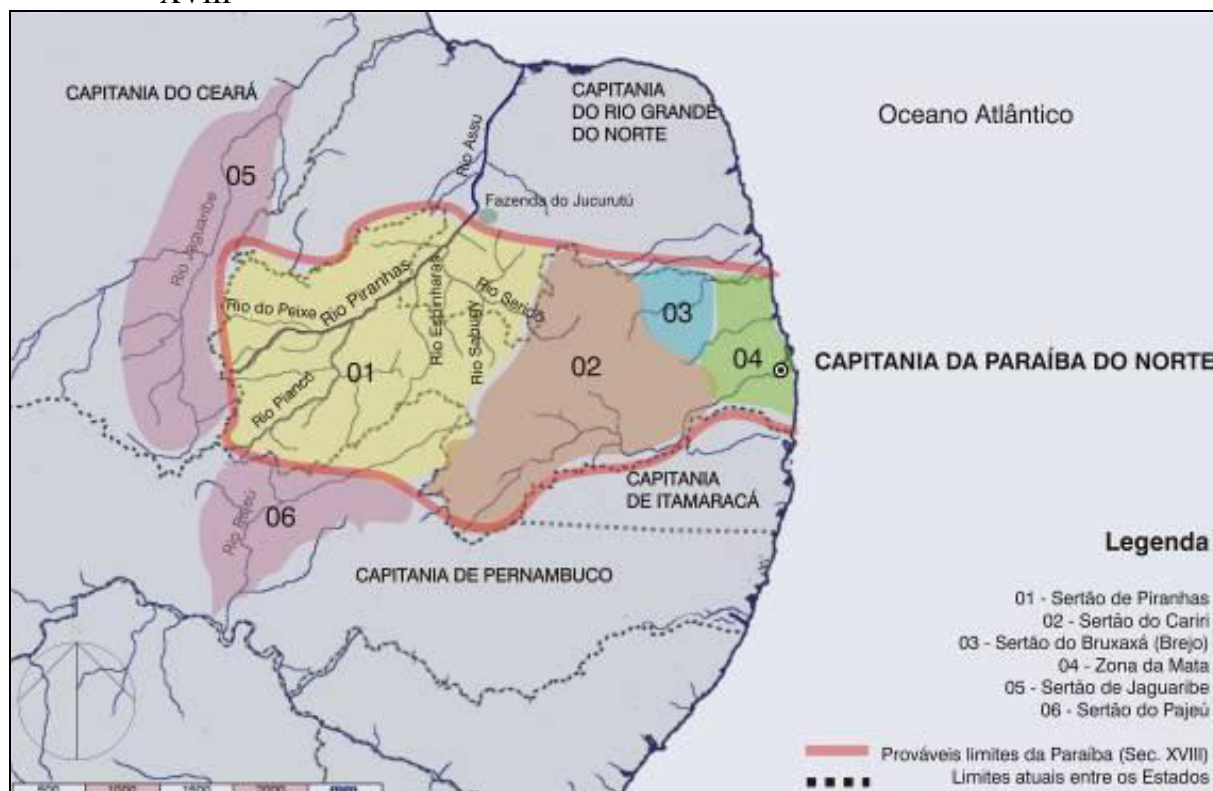 XVIII
CAPITANIA DO CEARÁ
CAPITANIA
DO RIO GRANDE
DO NORTE
Oceano Atlântico
Rio Assu
05
Fazenda do Jucurutú
Rio Jaguaribe
Rio do Peixe
Rio Piranhas
Rio Espinharas
Rio Seridó
Rio Sabugy
03
04
CAPITANIA DA PARAÍBA DO NORTE
01
02
Rio Piancó
CAPITANIA
DE ITAMARACÁ
06
Rio Pajeú
CAPITANIA DE PERNAMBUCO
Legenda
01 - Sertão de Piranhas
02 - Sertão do Cariri
03 - Sertão do Bruxaxá (Brejo)
04 - Zona da Mata
05 - Sertão de Jaguaribe
06 - Sertão do Pajeú
Prováveis limites da Paraíba (Sec. XVIII)
Limites atuais entre os Estados